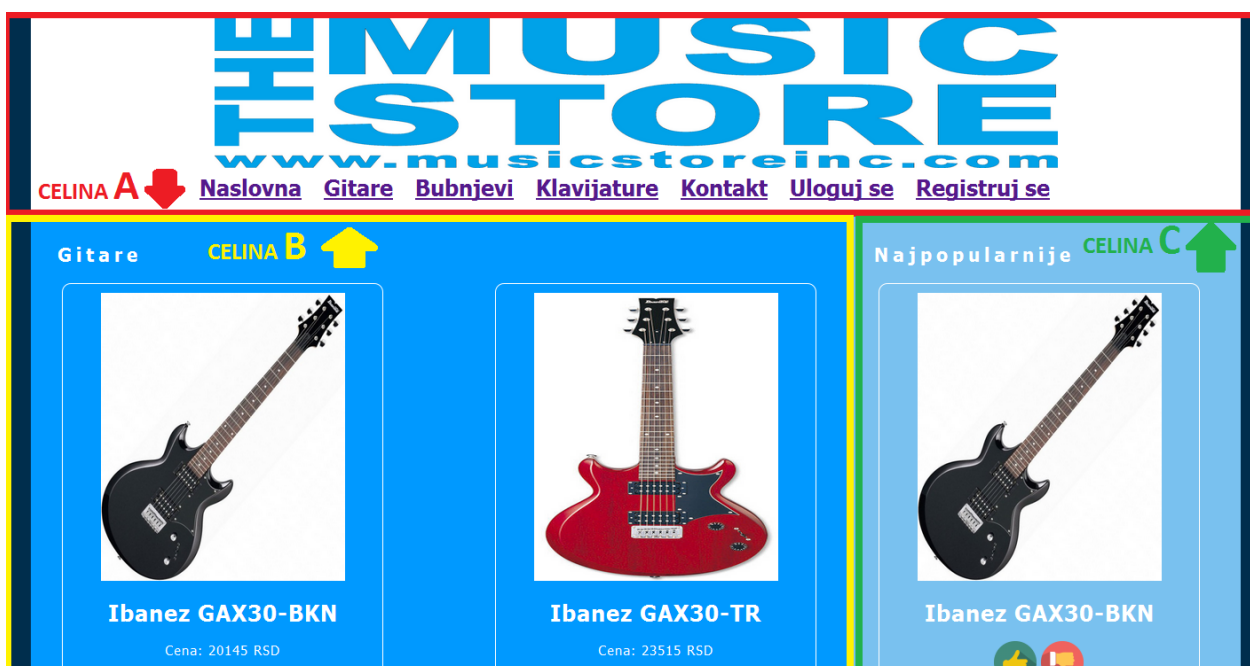 THE MUSIC
STORE
www.musicstoreinc.com
CELINA A
Naslovna Gitare Bubnjevi Klavijature Kontakt Uloguj se Registruj se
Gitare
CELINA B
Najpopularnije
CELINA C
Ibanez GAX30-BKN
Cena: 20145 RSD
Ibanez GAX30-TR
Cena: 23515 RSD
Ibanez GAX30-BKN